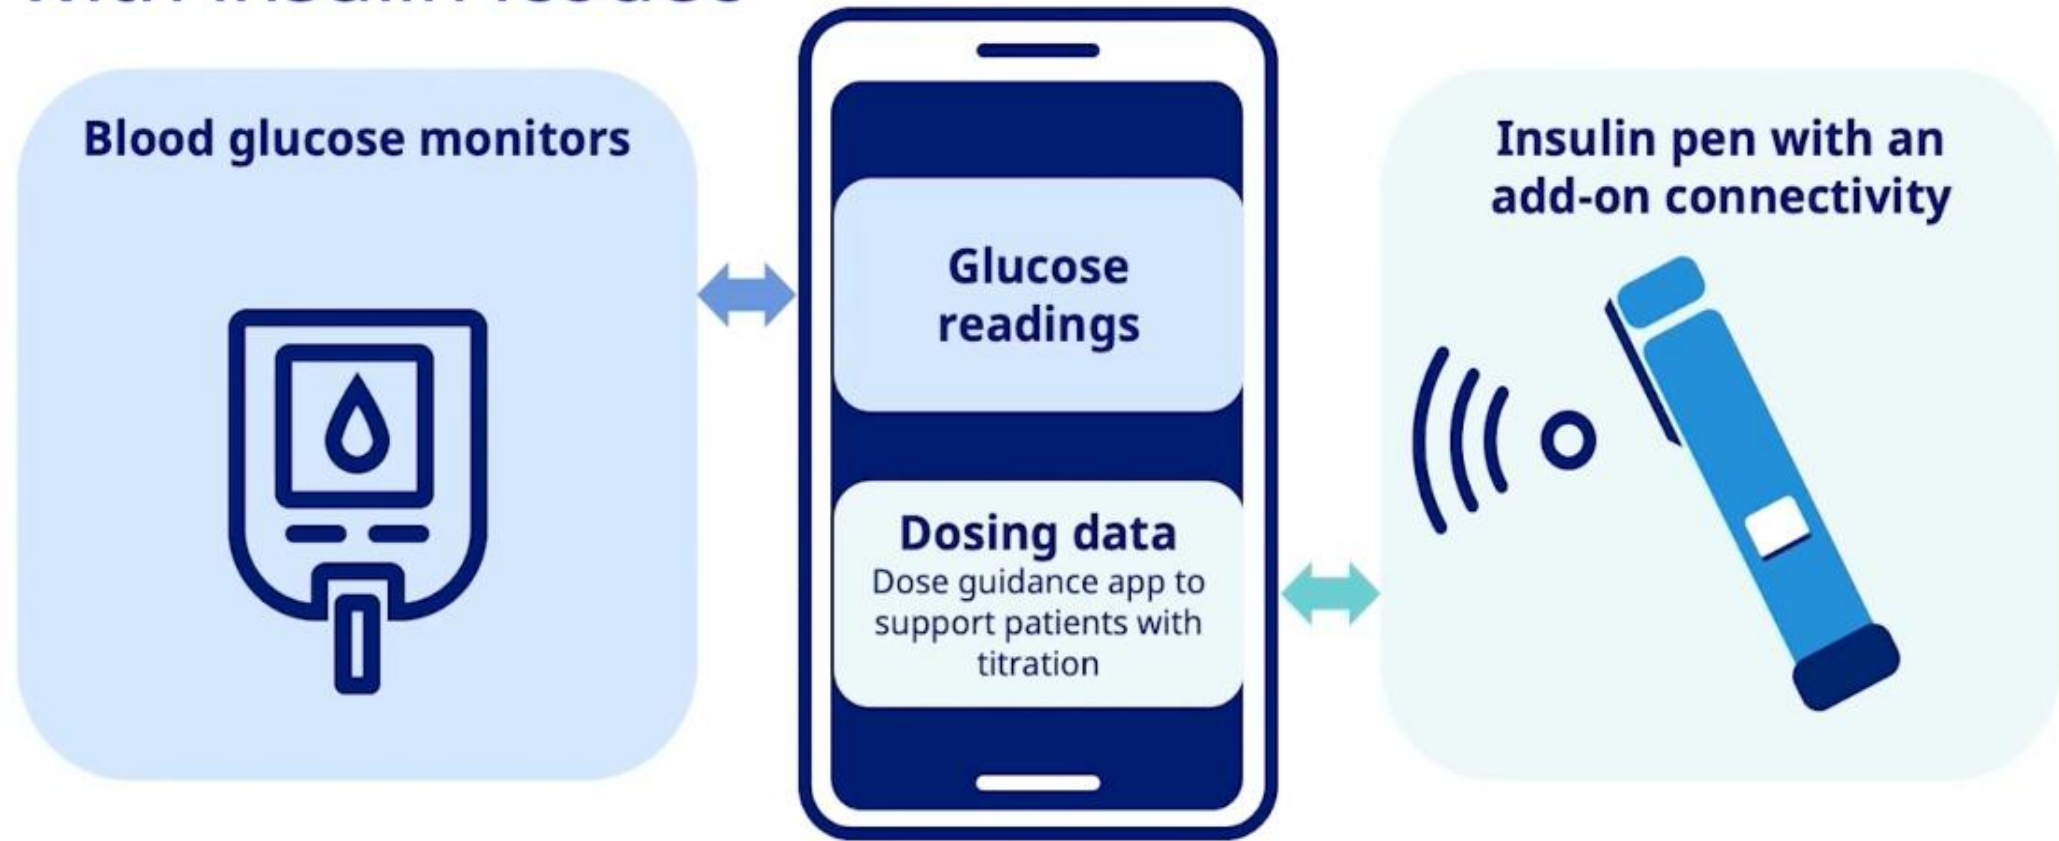 Blood glucose monitors
Glucose
readings
Dosing data
Dose guidance app to
support patients with
titration
Insulin pen with an
add-on connectivity